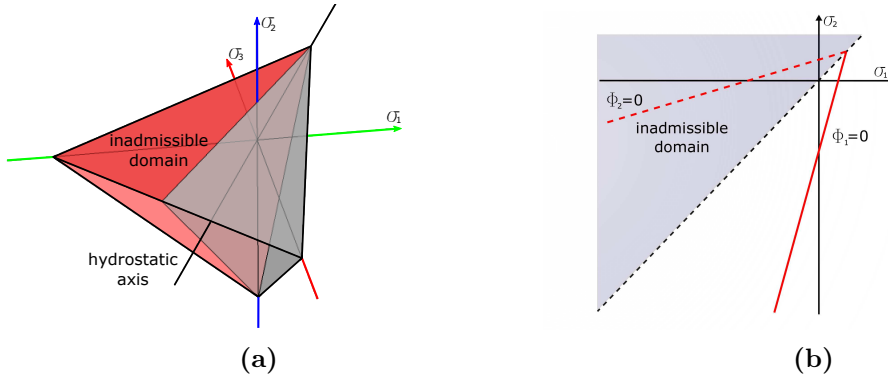 σ₂
σ₃
σ₁
inadmissible
domain
hydrostatic
axis
(a)
σ₂
σ₁
Φ₂=0
inadmissible
domain
Φ₁=0
(b)